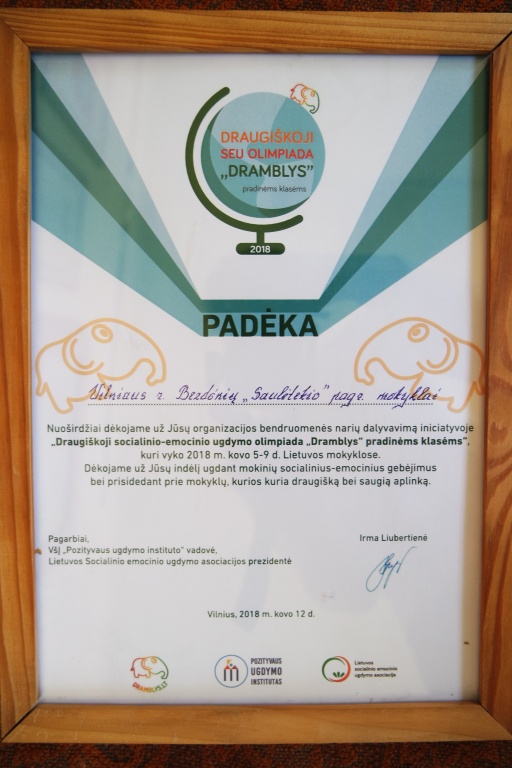 DRAUGIŠKOJI
SEU OLIMPIADA
„DRAMBLYS”
pradinėms klasėms
2018
PADĖKA
Vilniaus r. Bezdonių „Saulėtekio” pagr. mokyklai
Nuoširdžiai dėkojame už Jūsų organizacijos bendruomenės narių dalyvavimą iniciatyvoje
„Draugiškoji socialinio-emocinio ugdymo olimpiada „Dramblys” pradinėms klasėms”,
kuri vyko 2018 m. kovo 5-9 d. Lietuvos mokyklose.
Dėkojame už Jūsų indėlį ugdant mokinių socialinius-emocinius gebėjimus
bei prisidedant prie mokyklų, kurios kuria draugišką bei saugią aplinką.
Pagarbiai,
VšĮ „Pozityvaus ugdymo instituto” vadovė,
Lietuvos Socialinio emocinio ugdymo asociacijos prezidentė
Irma Liubertienė
Vilnius, 2018 m. kovo 12 d.
DRAMBLYS.LT
POZITYVAUS
UGDYMO
INSTITUTAS
Lietuvos
socialinio emocinio
ugdymo asociacija